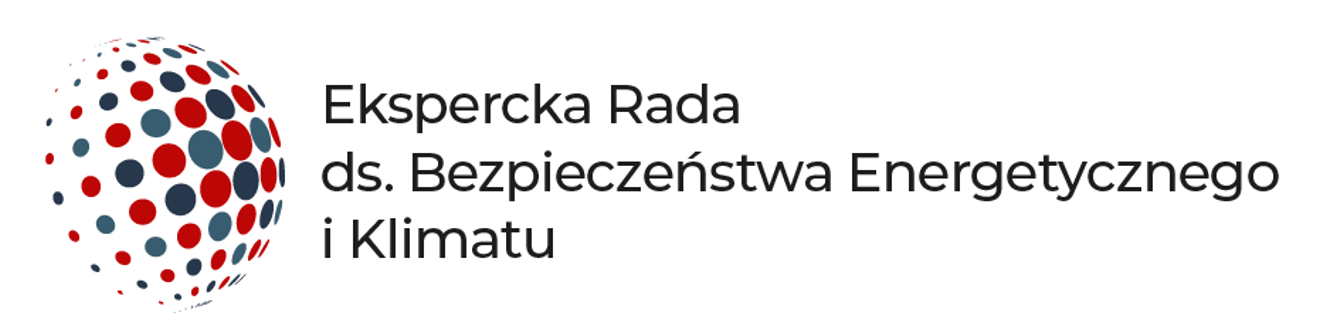 Ekspercka Rada
ds. Bezpieczeństwa Energetycznego
i Klimatu